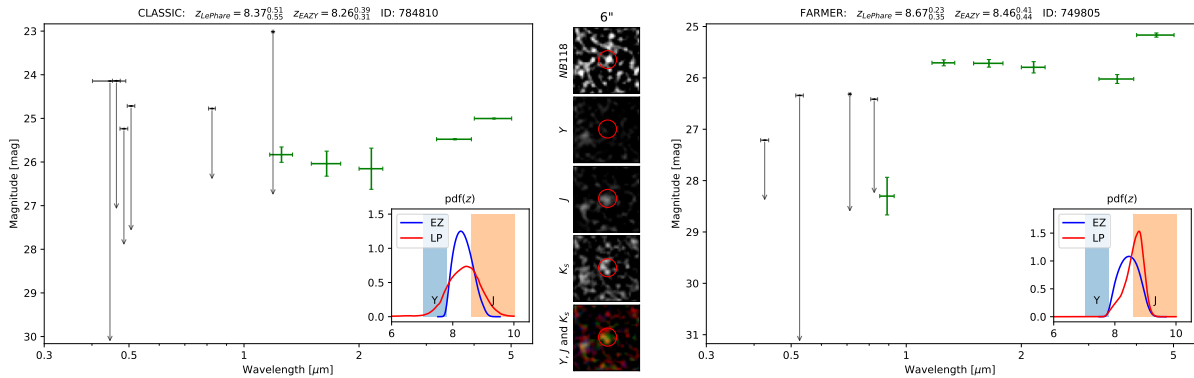 CLASSIC: z_LePhare = 8.37^0.51_0.55 z_EAZY = 8.26^0.39_0.31 ID: 784810
23
24
25
26
27
28
29
30
0.3
0.5
1
2
5
Magnitude [mag]
Wavelength [μm]
pdf(z)
EZ
LP
Y
J
0.0
0.5
1.0
1.5
6
8
10
6"
NB118
Y
J
K_s
Y, J and K_s
FARMER: z_LePhare = 8.67^0.23_0.35 z_EAZY = 8.46^0.41_0.44 ID: 749805
25
26
27
28
29
30
31
0.3
0.5
1
2
5
Magnitude [mag]
Wavelength [μm]
pdf(z)
EZ
LP
Y
J
0.0
0.5
1.0
1.5
6
8
10